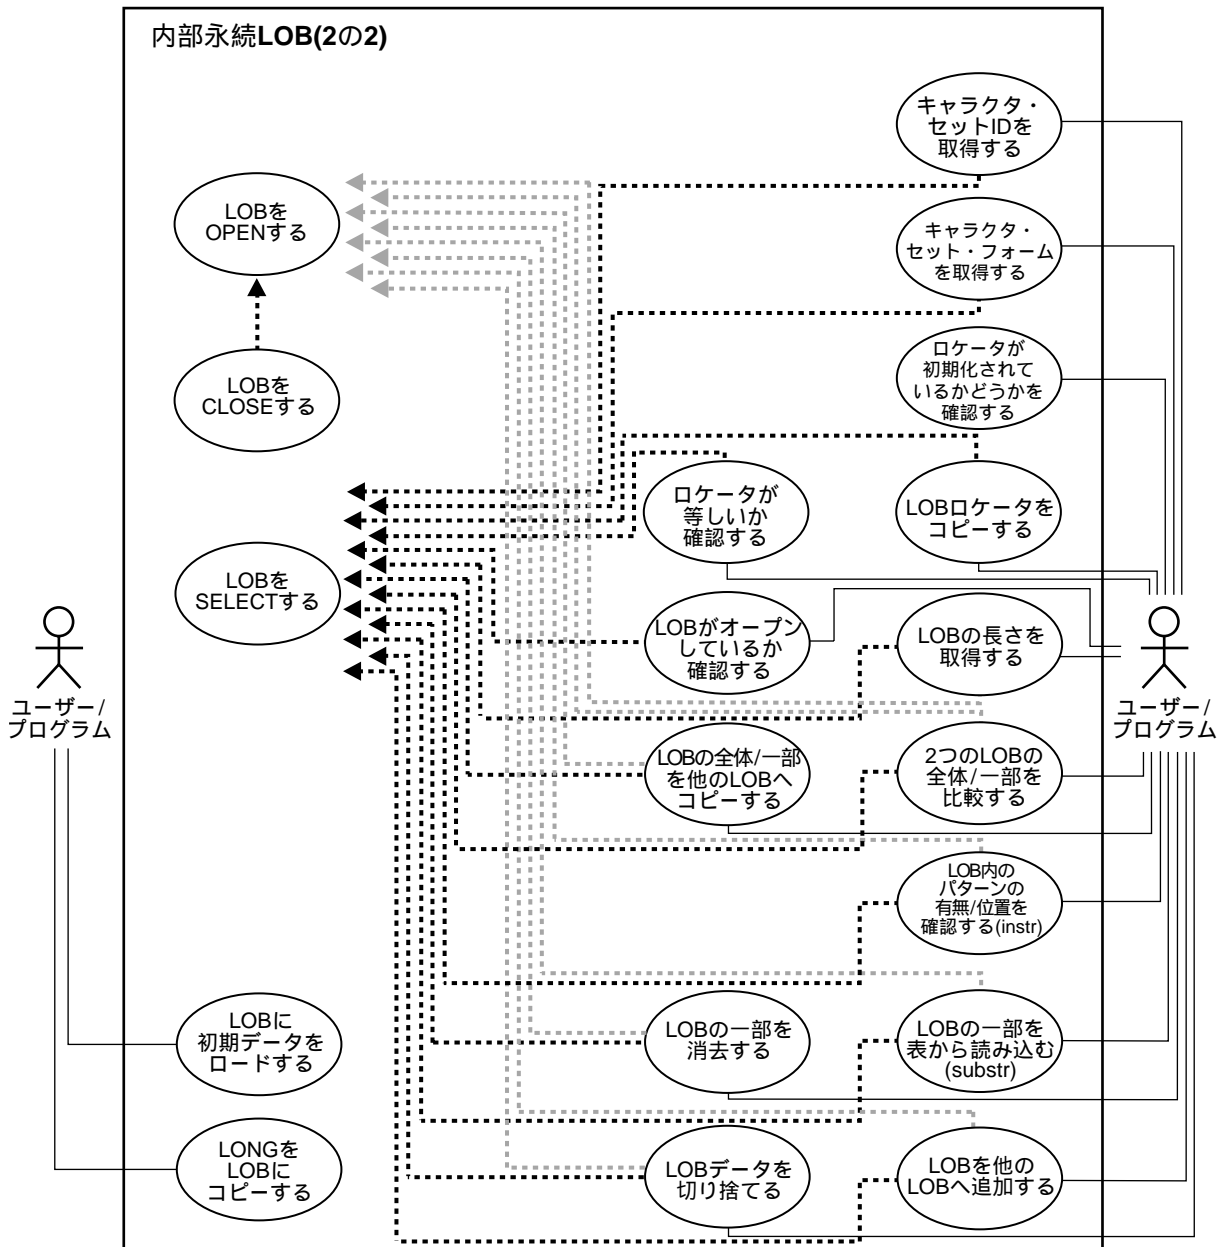 内部永続LOB(2の2)
キャラクタ・
セットIDを
取得する
LOBを
OPENする
キャラクタ・
セット・フォーム
を取得する
LOBを
CLOSEする
ロケータが
初期化されて
いるかどうかを
確認する
ロケータが
等しいか
確認する
LOBロケータを
コピーする
LOBを
SELECTする
LOBがオープン
しているか
確認する
LOBの長さを
取得する
ユーザー/
プログラム
ユーザー/
プログラム
LOBの全体/一部
を他のLOBへ
コピーする
2つのLOBの
全体/一部を
比較する
LOB内の
パターンの
有無/位置を
確認する(instr)
LOBに
初期データを
ロードする
LOBの一部を
消去する
LOBの一部を
表から読み込む
(substr)
LONGを
LOBに
コピーする
LOBデータを
切り捨てる
LOBを他の
LOBへ追加する